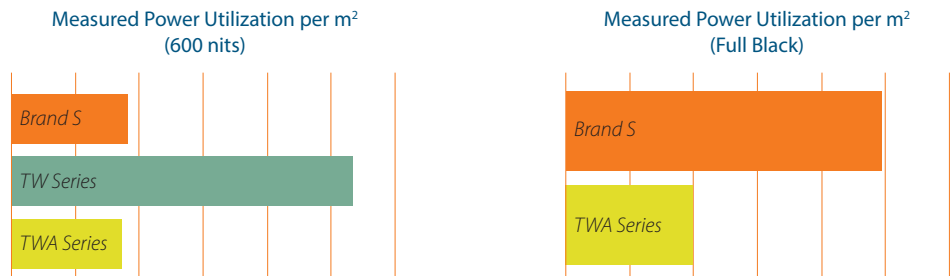 Measured Power Utilization per m²
(600 nits)
Brand S
TW Series
TWA Series
Measured Power Utilization per m²
(Full Black)
Brand S
TWA Series